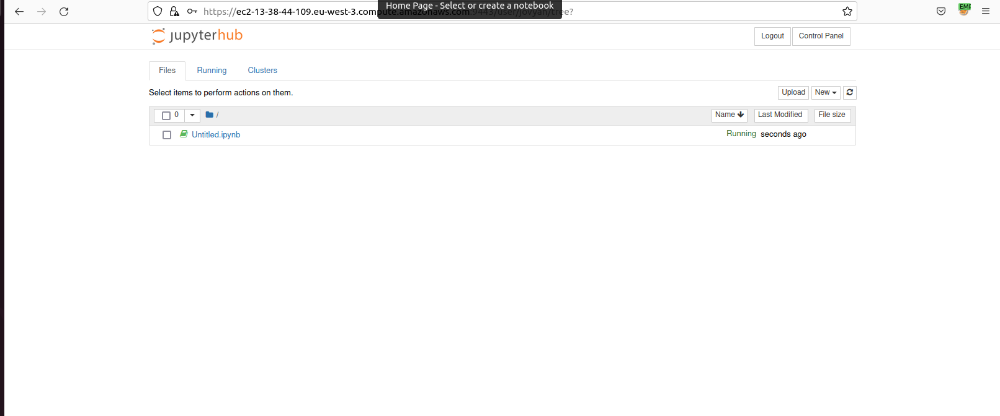 Home Page - Select or create a notebook
https://ec2-13-38-44-109.eu-west-3.compute.amazonaws.com:9443/user/jovyan/tree?
EMR
jupyterhub
Logout Control Panel
Files Running Clusters
Select items to perform actions on them.
Upload New
0 / Name Last Modified File size
Untitled.ipynb Running seconds ago